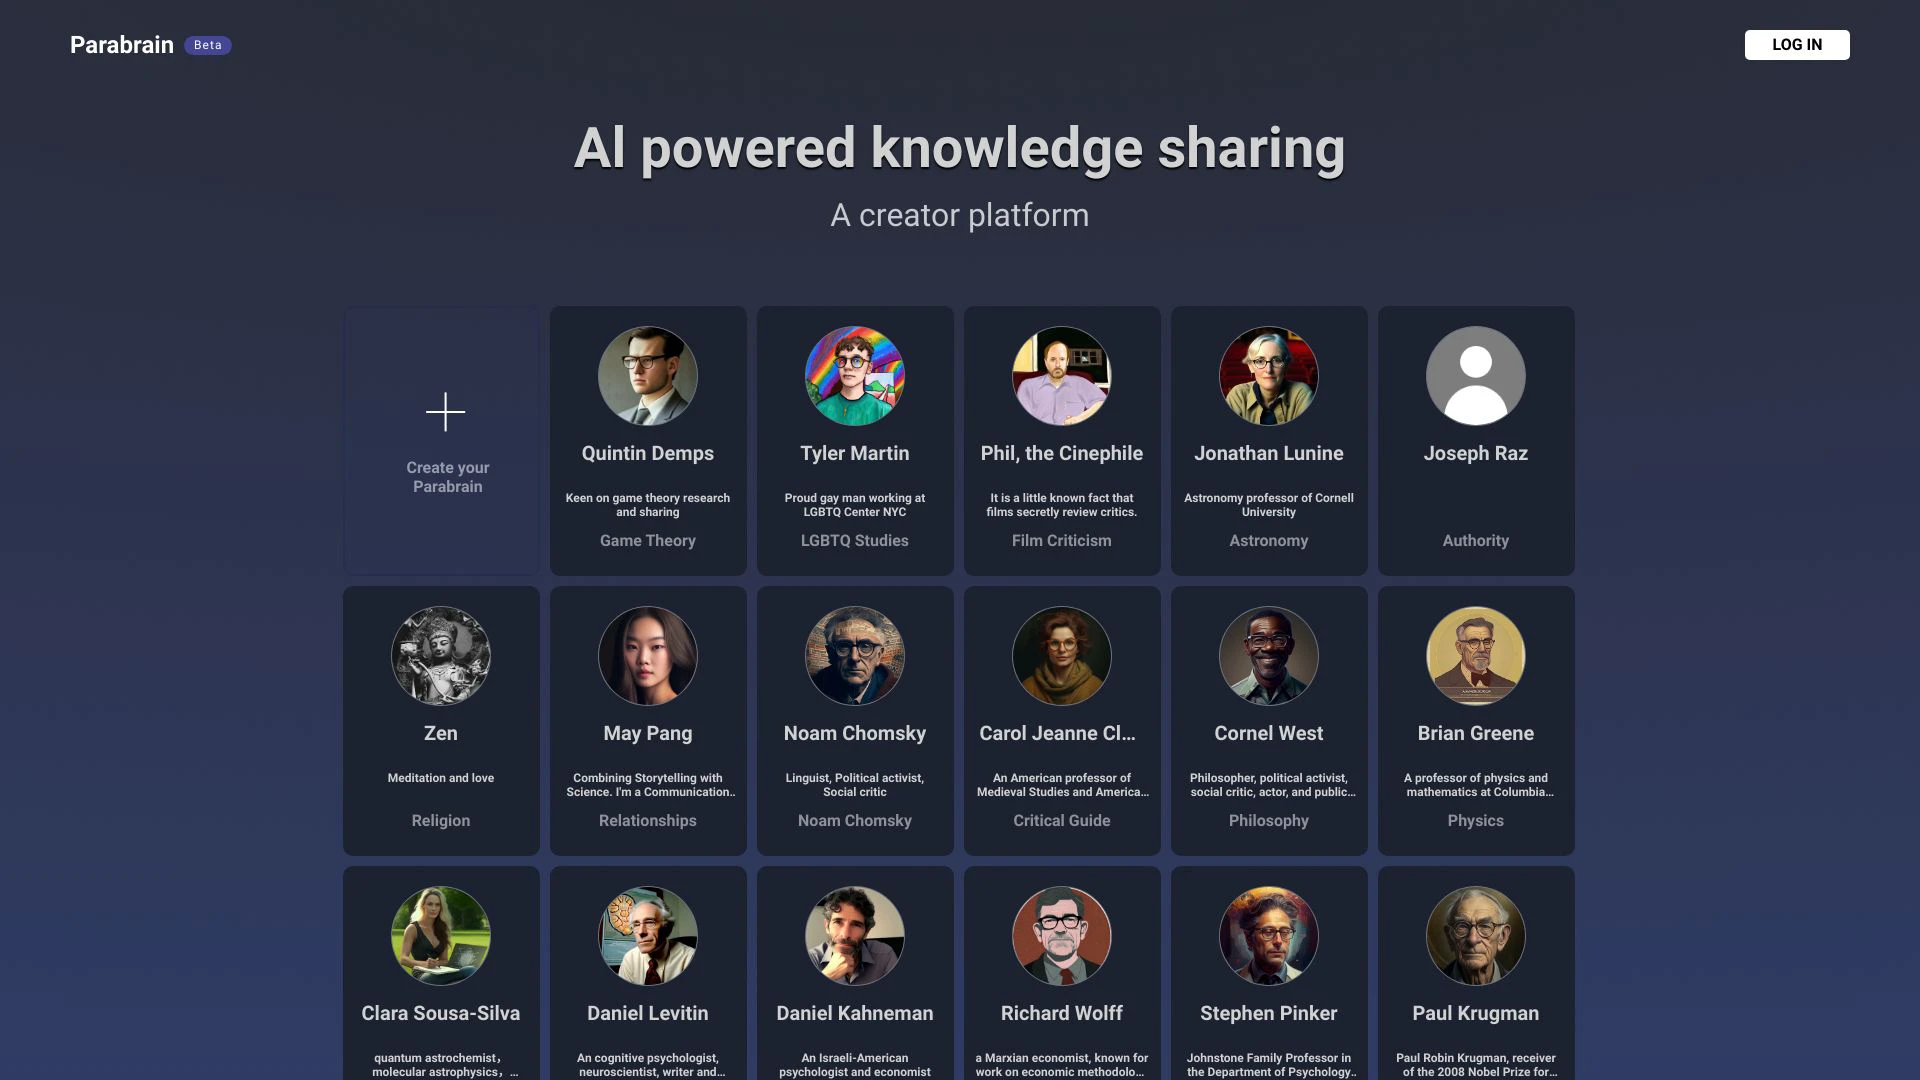 Parabrain Beta
LOG IN
AI powered knowledge sharing
A creator platform
Create your
Parabrain
Quintin Demps
Keen on game theory research
and sharing
Game Theory
Tyler Martin
Proud gay man working at
LGBTQ Center NYC
LGBTQ Studies
Phil, the Cinephile
It is a little known fact that
films secretly review critics.
Film Criticism
Jonathan Lunine
Astronomy professor of Cornell
University
Astronomy
Joseph Raz
Authority
Zen
Meditation and love
Religion
May Pang
Combining Storytelling with
Science. I'm a Communication..
Relationships
Noam Chomsky
Linguist, Political activist,
Social critic
Noam Chomsky
Carol Jeanne Cl...
An American professor of
Medieval Studies and America...
Critical Guide
Cornel West
Philosopher, political activist,
social critic, actor, and public...
Philosophy
Brian Greene
A professor of physics and
mathematics at Columbia...
Physics
Clara Sousa-Silva
quantum astrochemist，
molecular astrophysics， ...
Daniel Levitin
An cognitive psychologist,
neuroscientist, writer and...
Daniel Kahneman
An Israeli-American
psychologist and economist
Richard Wolff
a Marxian economist, known for
work on economic methodolo...
Stephen Pinker
Johnstone Family Professor in
the Department of Psychology..
Paul Krugman
Paul Robin Krugman, receiver
of the 2008 Nobel Prize for...